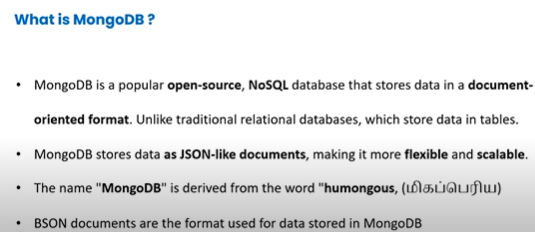 What is MongoDB ?
• MongoDB is a popular open-source, NoSQL database that stores data in a document-
oriented format. Unlike traditional relational databases, which store data in tables.
• MongoDB stores data as JSON-like documents, making it more flexible and scalable.
• The name "MongoDB" is derived from the word "humongous, (மிகப்பெரிய)
• BSON documents are the format used for data stored in MongoDB